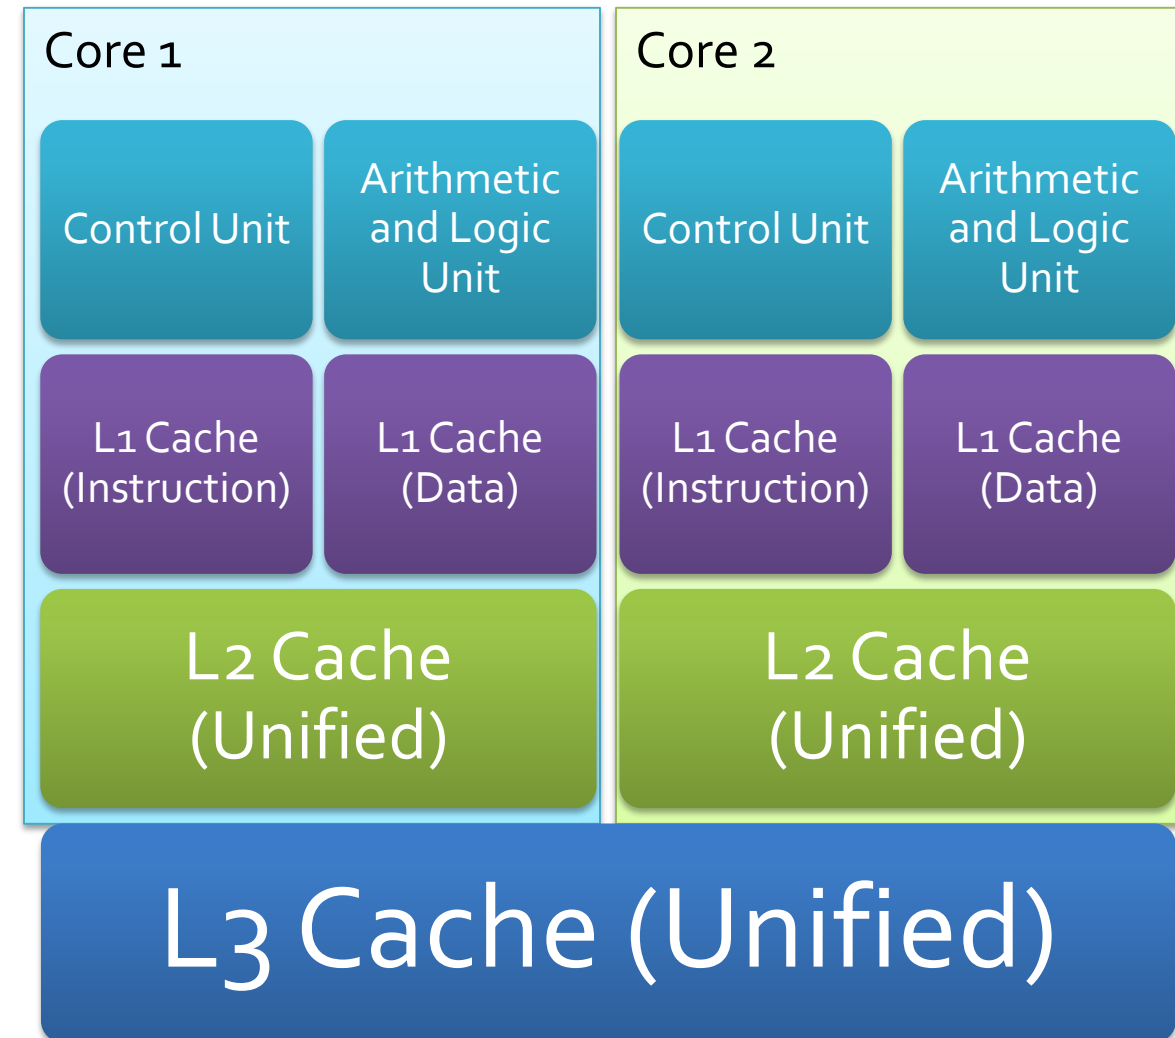 Core 1
Control Unit
Arithmetic
and Logic
Unit
L1 Cache
(Instruction)
L1 Cache
(Data)
L2 Cache
(Unified)
Core 2
Control Unit
Arithmetic
and Logic
Unit
L1 Cache
(Instruction)
L1 Cache
(Data)
L2 Cache
(Unified)
L3 Cache (Unified)